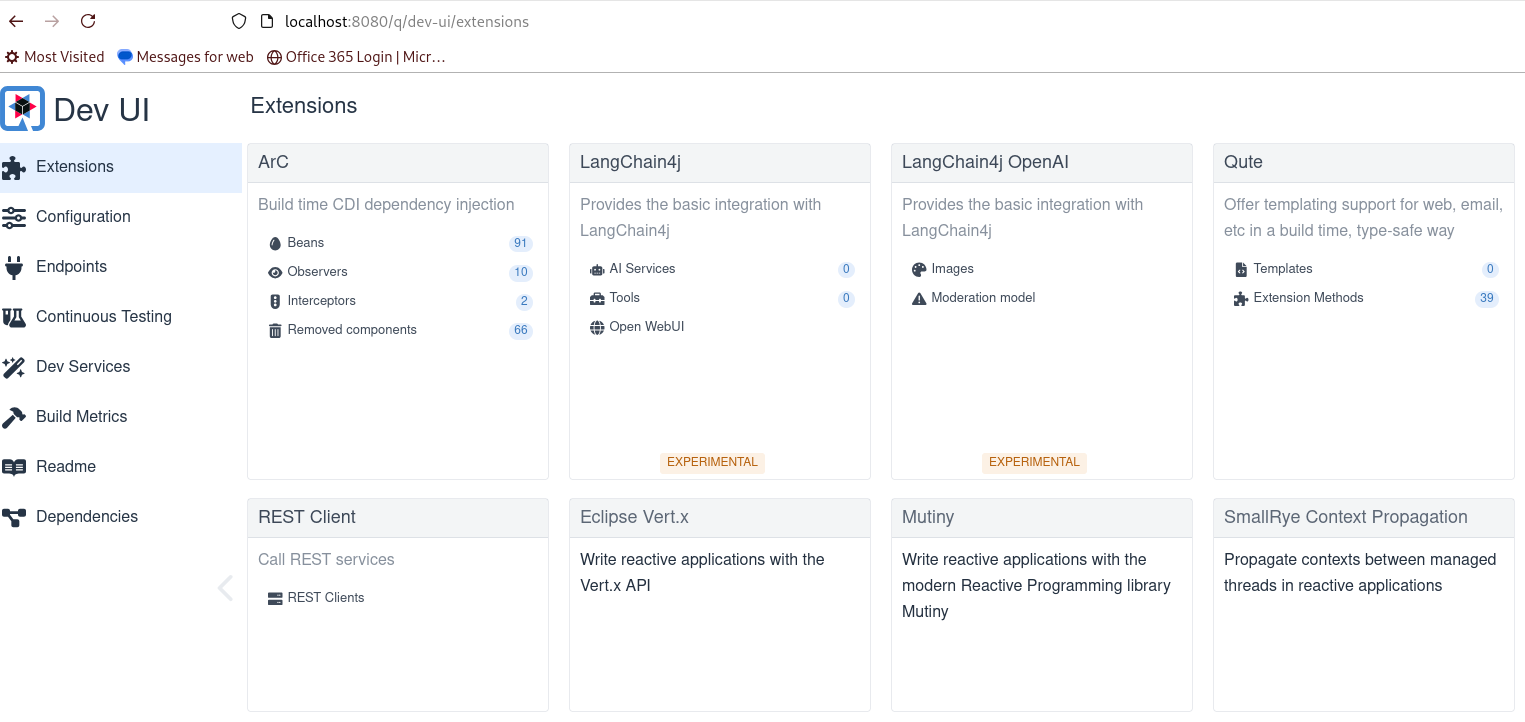 localhost:8080/q/dev-ui/extensions
Most Visited
Messages for web
Office 365 Login | Micr…
Dev UI
Extensions
Configuration
Endpoints
Continuous Testing
Dev Services
Build Metrics
Readme
Dependencies
Extensions
ArC
Build time CDI dependency injection
Beans 91
Observers 10
Interceptors 2
Removed components 66
LangChain4j
Provides the basic integration with
LangChain4j
AI Services 0
Tools 0
Open WebUI
EXPERIMENTAL
LangChain4j OpenAI
Provides the basic integration with
LangChain4j
Images
Moderation model
EXPERIMENTAL
Qute
Offer templating support for web, email,
etc in a build time, type-safe way
Templates 0
Extension Methods 39
REST Client
Call REST services
REST Clients
Eclipse Vert.x
Write reactive applications with the
Vert.x API
Mutiny
Write reactive applications with the
modern Reactive Programming library
Mutiny
SmallRye Context Propagation
Propagate contexts between managed
threads in reactive applications